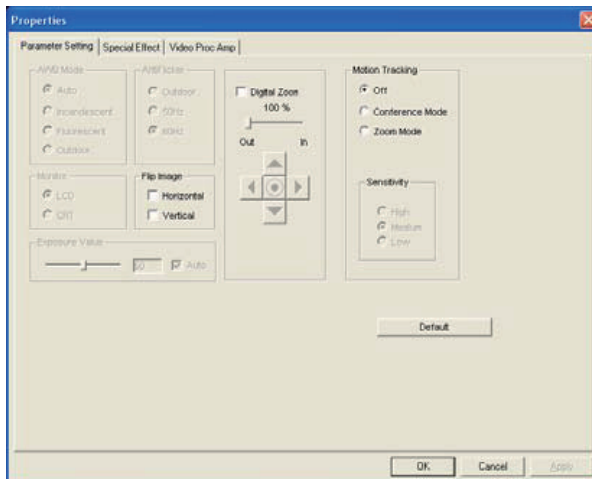 Properties
Parameter Setting
Special Effect
Video Proc Amp
AWB Mode
Auto
Incandescent
Fluorescent
Outdoor
AntiFlicker
Outdoor
50Hz
60Hz
Digital Zoom
100 %
Out
In
Motion Tracking
Off
Conference Mode
Zoom Mode
Monitor
LCD
CRT
Flip Image
Horizontal
Vertical
Sensitivity
High
Medium
Low
Exposure Value
Auto
Default
OK
Cancel
Apply